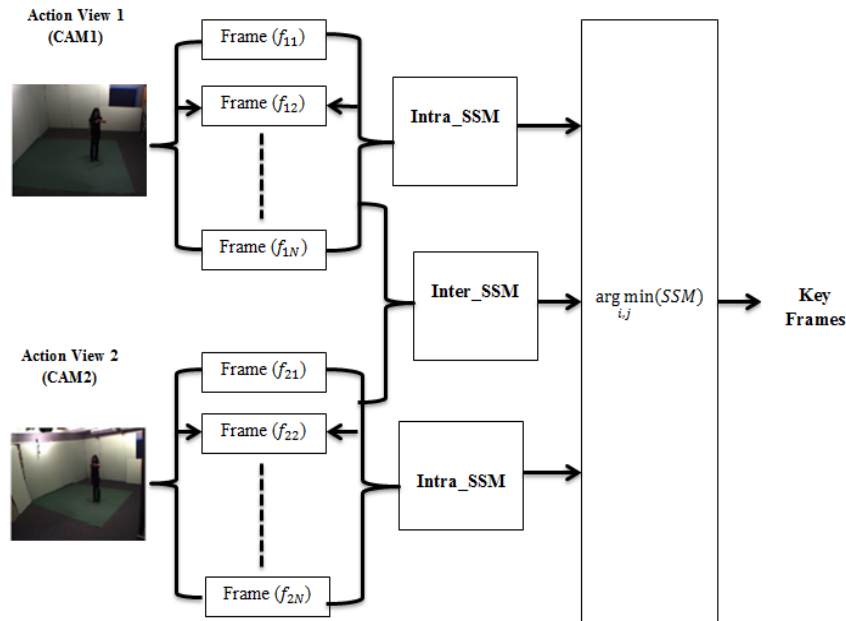 Action View 1
(CAM1)
Frame (f₁₁)
Frame (f₁₂)
Frame (f₁N)
Intra_SSM
Inter_SSM
arg min(SSM)
i,j
Key
Frames
Action View 2
(CAM2)
Frame (f₂₁)
Frame (f₂₂)
Frame (f₂N)
Intra_SSM